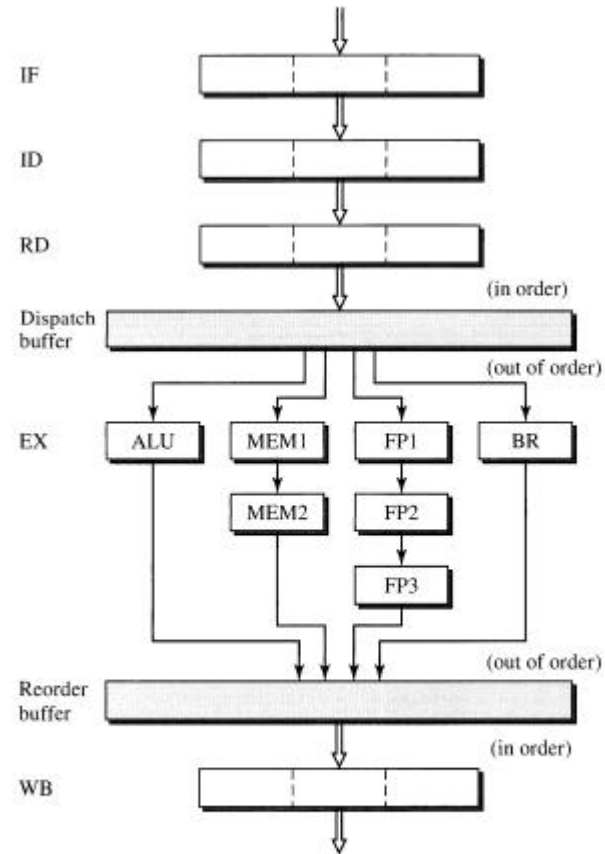 IF
ID
RD
(in order)
Dispatch
buffer
(out of order)
EX
ALU
MEM1
FP1
BR
MEM2
FP2
FP3
(out of order)
Reorder
buffer
(in order)
WB